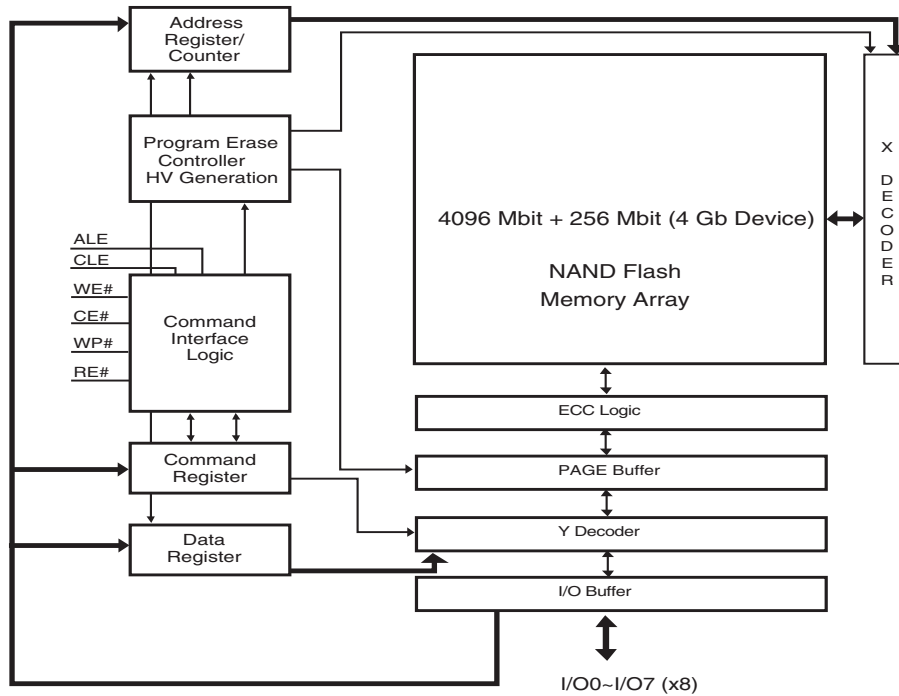 Address
Register/
Counter
Program Erase
Controller
HV Generation
ALE
CLE
WE#
CE#
WP#
RE#
Command
Interface
Logic
Command
Register
Data
Register
4096 Mbit + 256 Mbit (4 Gb Device)
NAND Flash
Memory Array
X
DECODER
ECC Logic
PAGE Buffer
Y Decoder
I/O Buffer
I/O0~I/O7 (x8)